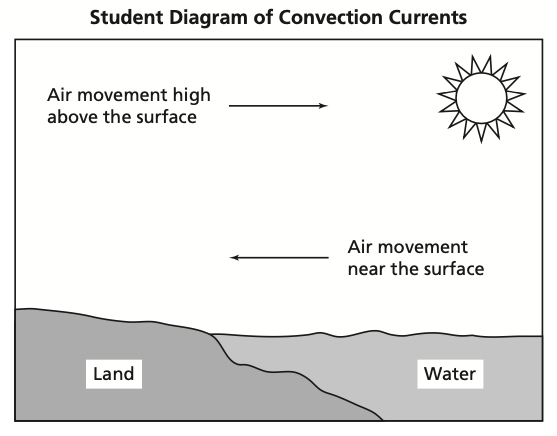 Student Diagram of Convection Currents
Air movement high
above the surface
Air movement
near the surface
Land
Water